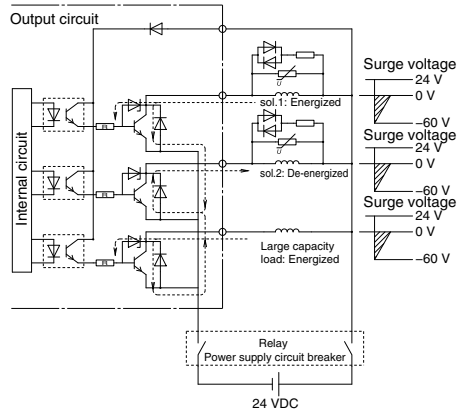 Output circuit
Internal circuit
sol.1: Energized
U
Surge voltage
24 V
0 V
−60 V
sol.2: De-energized
U
Surge voltage
24 V
0 V
−60 V
Large capacity
load: Energized
Surge voltage
24 V
0 V
−60 V
Relay
Power supply circuit breaker
24 VDC